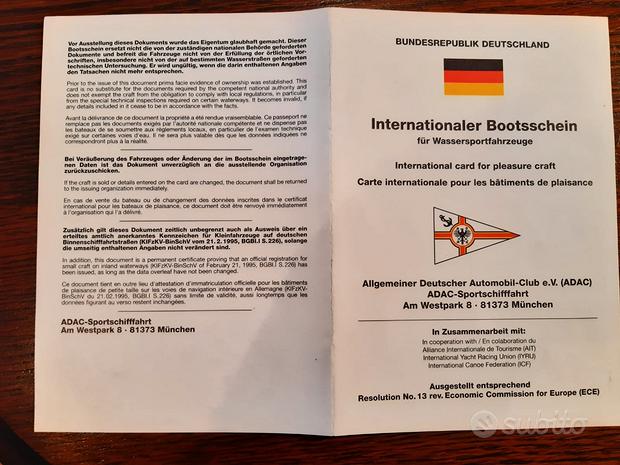 Vor Ausstellung dieses Dokuments wurde das Eigentum glaubhaft gemacht. Dieser
Bootsschein ersetzt nicht die von der zuständigen nationalen Behörde geforderten
Dokumente und befreit die Fahrzeuge nicht von der Erfüllung der örtlichen Vor-
schriften, insbesondere nicht von der auf bestimmten Wasserstraßen geforderten
technischen Untersuchung. Er wird ungültig, wenn die darin enthaltenen Angaben
den Tatsachen nicht mehr entsprechen.
Prior to the issue of this document prima facie evidence of ownership was established. This
card is no substitute for the documents required by the competent national authority and
does not exempt the craft from the obligation to comply with local regulations, in particular
from the special technical inspections required on certain waterways. It becomes invalid, if
any details included in it cease to be in accordance with the facts.
Avant la délivrance de ce document la propriété a été rendue vraisemblable. Ce passeport ne
remplace pas les documents exigés par l'autorité nationale compétente et ne dispense pas
les bateaux de se soumettre aux règlements locaux, en particulier de l'examen technique
exigé sur certaines voies d'eau. Il ne sera plus valable dès que les données indiquées ne
correspondront plus à la réalité.
Bei Veräußerung des Fahrzeuges oder Änderung der im Bootsschein eingetrage-
nen Daten ist das Dokument unverzüglich an die ausstellende Organisation
zurückzuschicken.
If the craft is sold or details entered on the card are changed, the document shall be returned
to the issuing organization immediately.
En cas de vente du bateau ou de changement des données inscrites dans le certificat
international pour les bateaux de plaisance, ce document doit être renvoyé immédiatement
à l'organisation qui l'a délivré.
Zusätzlich gilt dieses Dokument zeitlich unbegrenzt auch als Ausweis über ein
erteiltes amtlich anerkanntes Kennzeichen für Kleinfahrzeuge auf deutschen
Binnenschifffahrtstraßen (KlFzKV-BinSchV vom 21. 2. 1995, BGBl.I S.226), solange
die umseitig enthaltenen Angaben nicht verändert sind.
In addition, this document is a permanent certificate proving that an official registration for
small craft on inland waterways (KlFzKV-BinSchV of February 21, 1995, BGBl.I S.226) has
been issued, as long as the data overleaf have not been changed.
Ce document tient en outre lieu d'attestation d'immatriculation officielle pour les bâtiments
de plaisance de petite taille sur les voies de navigation intérieure en Allemagne (KlFzKV-
BinSchV du 21.02.1995, BGBl.I S.226) sans limite de validité, aussi longtemps que les
données figurant au verso restent inchangées.
ADAC-Sportschifffahrt
Am Westpark 8 · 81373 München
BUNDESREPUBLIK DEUTSCHLAND
Internationaler Bootsschein
für Wassersportfahrzeuge
International card for pleasure craft
Carte internationale pour les bâtiments de plaisance
Allgemeiner Deutscher Automobil-Club e.V. (ADAC)
ADAC-Sportschifffahrt
Am Westpark 8 · 81373 München
In Zusammenarbeit mit:
In cooperation with / En collaboration du
Alliance Internationale de Tourisme (AIT)
International Yacht Racing Union (IYRU)
International Canoe Federation (ICF)
Ausgestellt entsprechend
Resolution No. 13 rev. Economic Commission for Europe (ECE)
subito